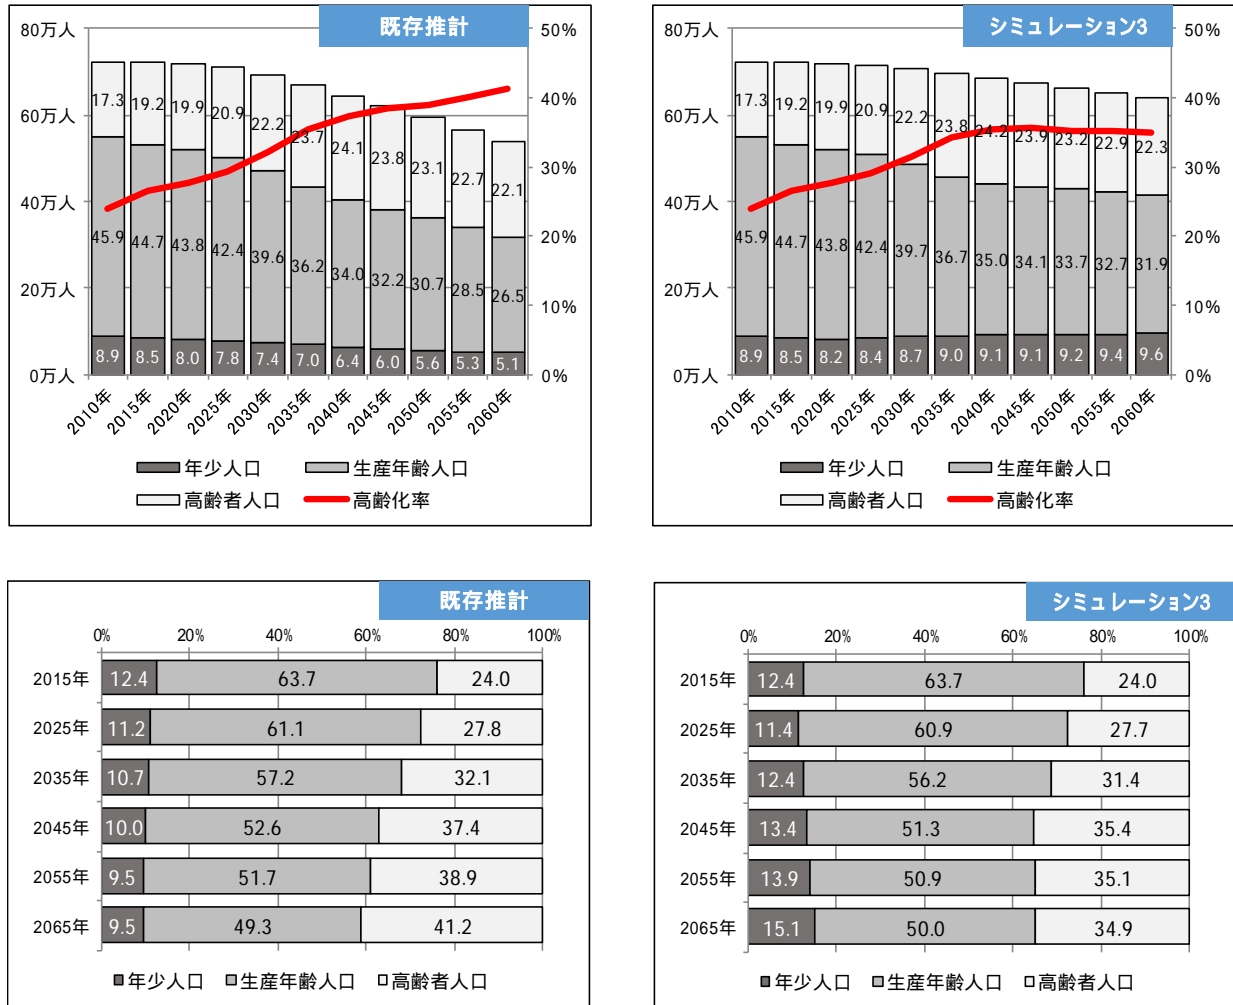 既存推計
80万人
60万人
40万人
20万人
0万人
50%
40%
30%
20%
10%
0%
17.3 19.2 19.9 20.9 22.2 23.7 24.1 23.8 23.1 22.7 22.1
45.9 44.7 43.8 42.4 39.6 36.2 34.0 32.2 30.7 28.5 26.5
8.9 8.5 8.0 7.8 7.4 7.0 6.4 6.0 5.6 5.3 5.1
2010年 2015年 2020年 2025年 2030年 2035年 2040年 2045年 2050年 2055年 2060年
年少人口 生産年齢人口
高齢者人口 高齢化率
シミュレーション3
80万人
60万人
40万人
20万人
0万人
50%
40%
30%
20%
10%
0%
17.3 19.2 19.9 20.9 22.2 23.8 24.2 23.9 23.2 22.9 22.3
45.9 44.7 43.8 42.4 39.7 36.7 35.0 34.1 33.7 32.7 31.9
8.9 8.5 8.2 8.4 8.7 9.0 9.1 9.1 9.2 9.4 9.6
2010年 2015年 2020年 2025年 2030年 2035年 2040年 2045年 2050年 2055年 2060年
年少人口 生産年齢人口
高齢者人口 高齢化率
既存推計
0% 20% 40% 60% 80% 100%
2015年 12.4 63.7 24.0
2025年 11.2 61.1 27.8
2035年 10.7 57.2 32.1
2045年 10.0 52.6 37.4
2055年 9.5 51.7 38.9
2065年 9.5 49.3 41.2
年少人口 生産年齢人口 高齢者人口
シミュレーション3
0% 20% 40% 60% 80% 100%
2015年 12.4 63.7 24.0
2025年 11.4 60.9 27.7
2035年 12.4 56.2 31.4
2045年 13.4 51.3 35.4
2055年 13.9 50.9 35.1
2065年 15.1 50.0 34.9
年少人口 生産年齢人口 高齢者人口